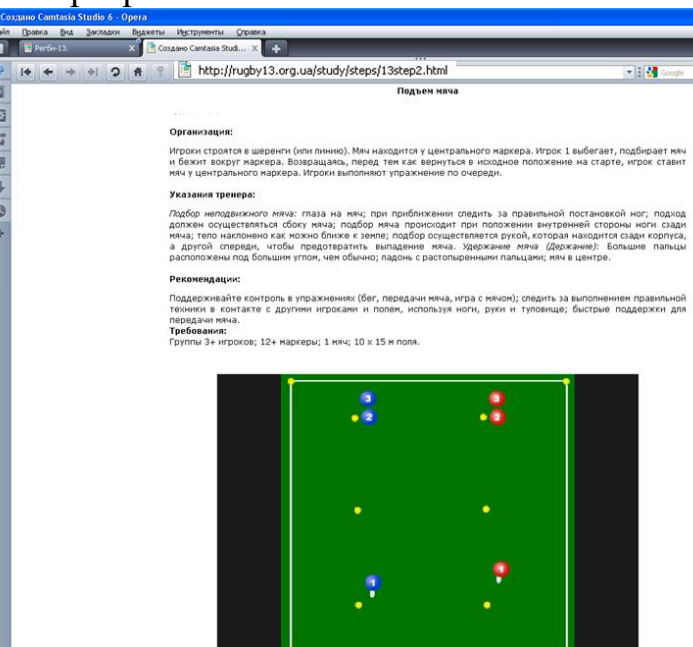 Создано Camtasia Studio 6 - Opera
Правка Вид Закладки Виджеты Инструменты Справка
Регби-13. X Создано Camtasia Studi... X
http://rugby13.org.ua/study/steps/13step2.html
Google
Подъем мяча
Организация:
Игроки строятся в шеренги (или линию). Мяч находится у центрального маркера. Игрок 1 выбегает, подбирает мяч
и бежит вокруг маркера. Возвращаясь, перед тем как вернуться в исходное положение на старте, игрок ставит
мяч у центрального маркера. Игроки выполняют упражнение по очереди.
Указания тренера:
Подбор неподвижного мяча: глаза на мяч; при приближении следить за правильной постановкой ног; подход
должен осуществляться сбоку мяча; подбор мяча происходит при положении внутренней стороны ноги сзади
мяча; тело наклонено как можно ближе к земле; подбор осуществляется рукой, которая находится сзади корпуса,
а другой спереди, чтобы предотвратить выпадение мяча. Удержание мяча (Держание): Большие пальцы
расположены под большим углом, чем обычно; ладонь с растопыренными пальцами; мяч в центре.
Рекомендации:
Поддерживайте контроль в упражнениях (бег, передачи мяча, игра с мячом); следить за выполнением правильной
техники в контакте с другими игроками и полем, используя ноги, руки и туловище; быстрые поддержки для
передачи мяча.
Требования:
Группы 3+ игроков; 12+ маркеры; 1 мяч; 10 x 15 м поля.
3 3
2 2
1 1